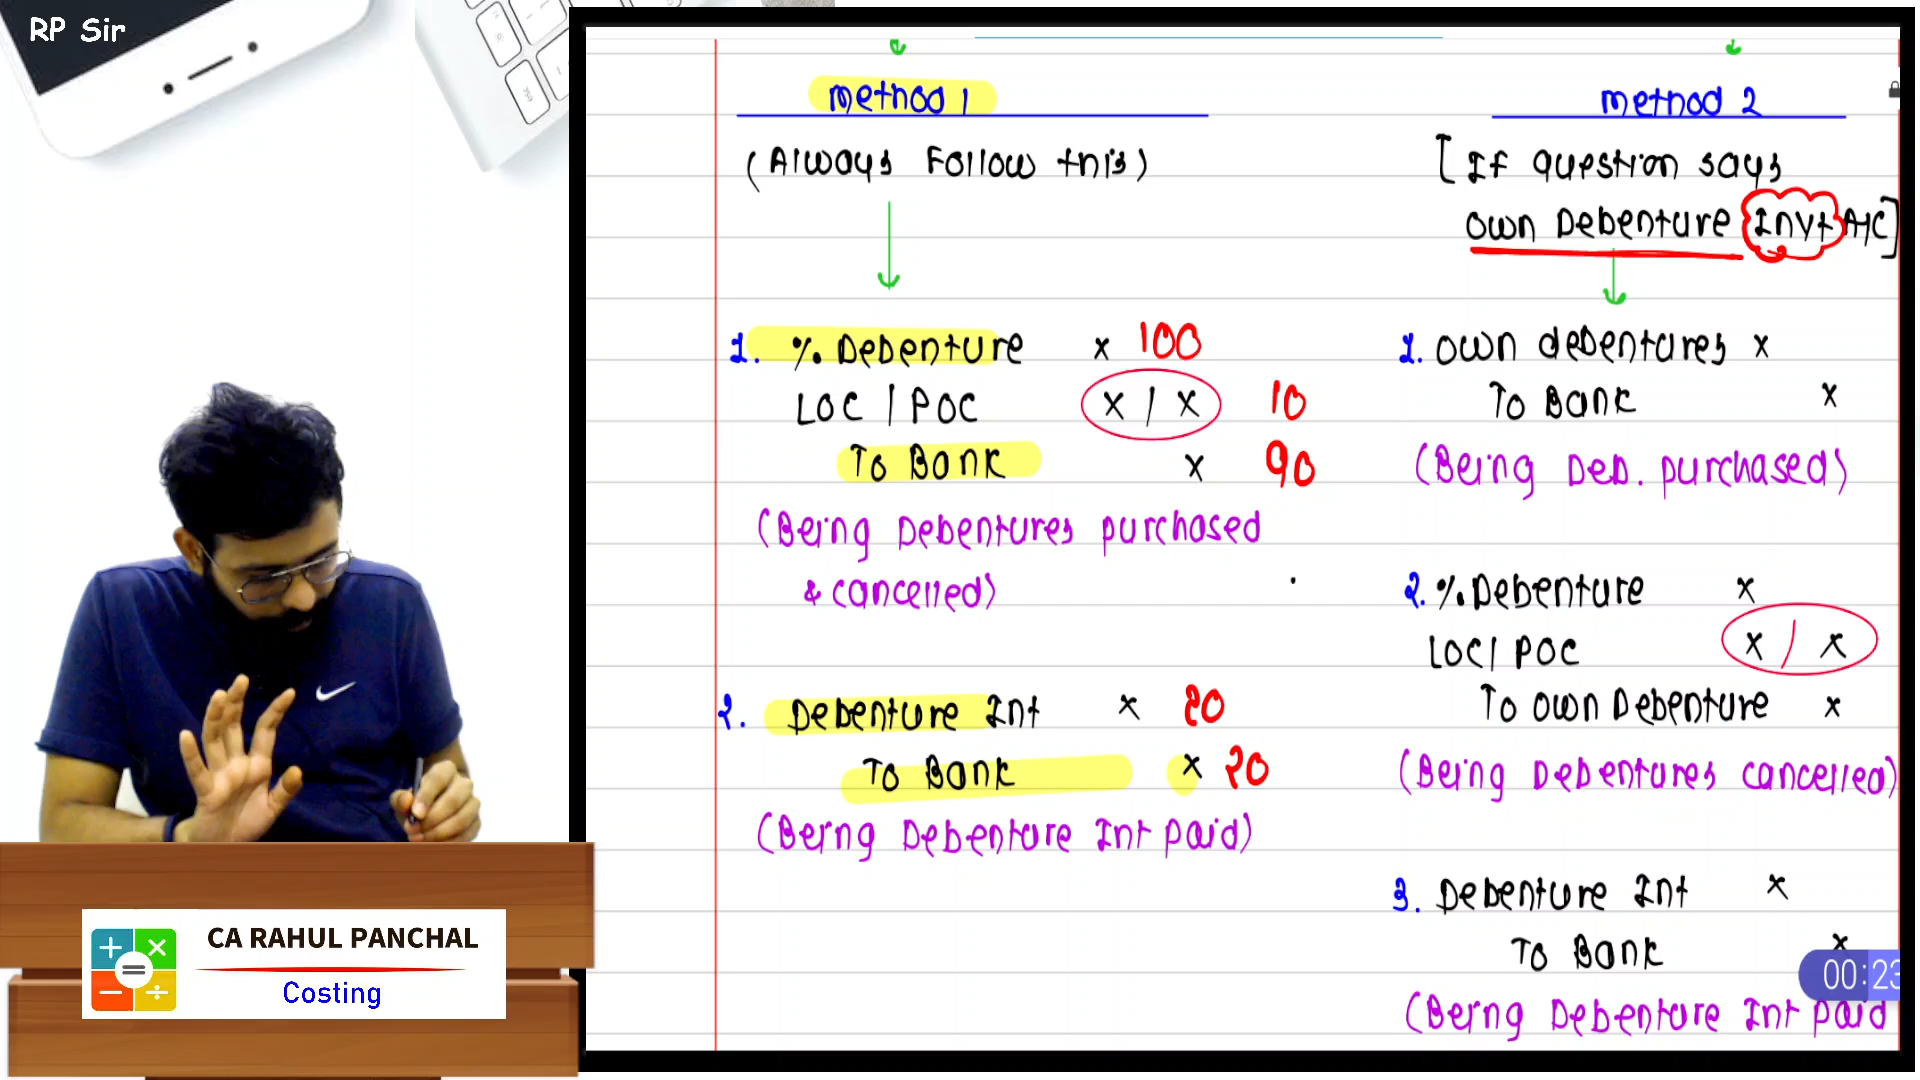 RP Sir
Method 1
(Always Follow this)
1. % Debenture x 100
LOC / POC x / x 10
To Bank x 90
(Being Debentures purchased
& cancelled)
2. Debenture Int x 20
To Bank x 20
(Being Debenture Int paid)
Method 2
[If question says
own Debenture Invt A/C]
1. own debentures x
To Bank x
(Being Deb. purchased)
2. % Debenture x
LOC / POC x / x
To own Debenture x
(Being Debentures cancelled)
3. Debenture Int x
To Bank x
00:23
(Being Debenture Int paid
CA RAHUL PANCHAL
Costing